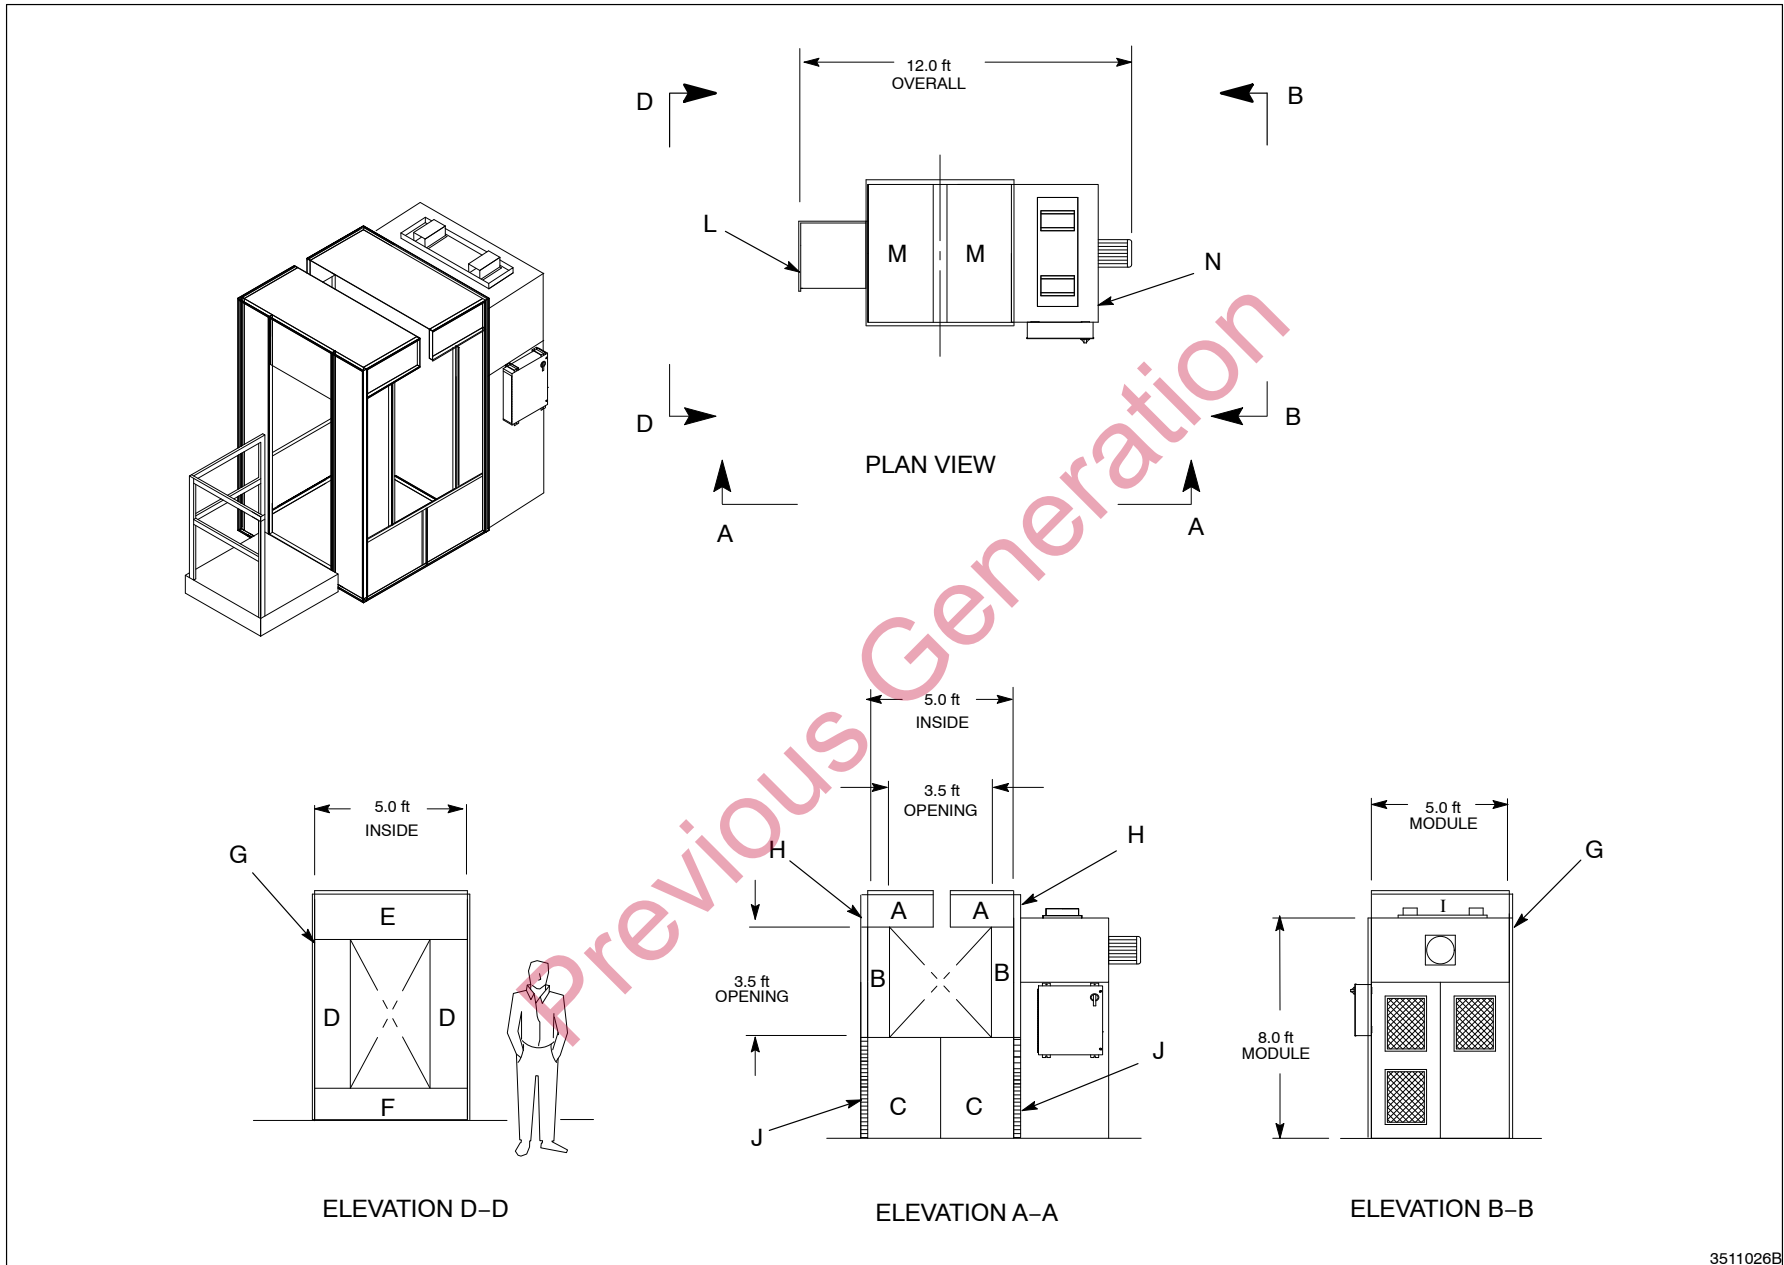 12.0 ft
OVERALL
D
B
L
M
M
N
D
B
PLAN VIEW
A
A
Previous Generation
5.0 ft
INSIDE
3.5 ft
OPENING
5.0 ft
INSIDE
G
E
D
D
F
H
H
A
A
B
B
3.5 ft
OPENING
C
C
J
J
5.0 ft
MODULE
G
I
8.0 ft
MODULE
ELEVATION D–D
ELEVATION A–A
ELEVATION B–B
3511026B